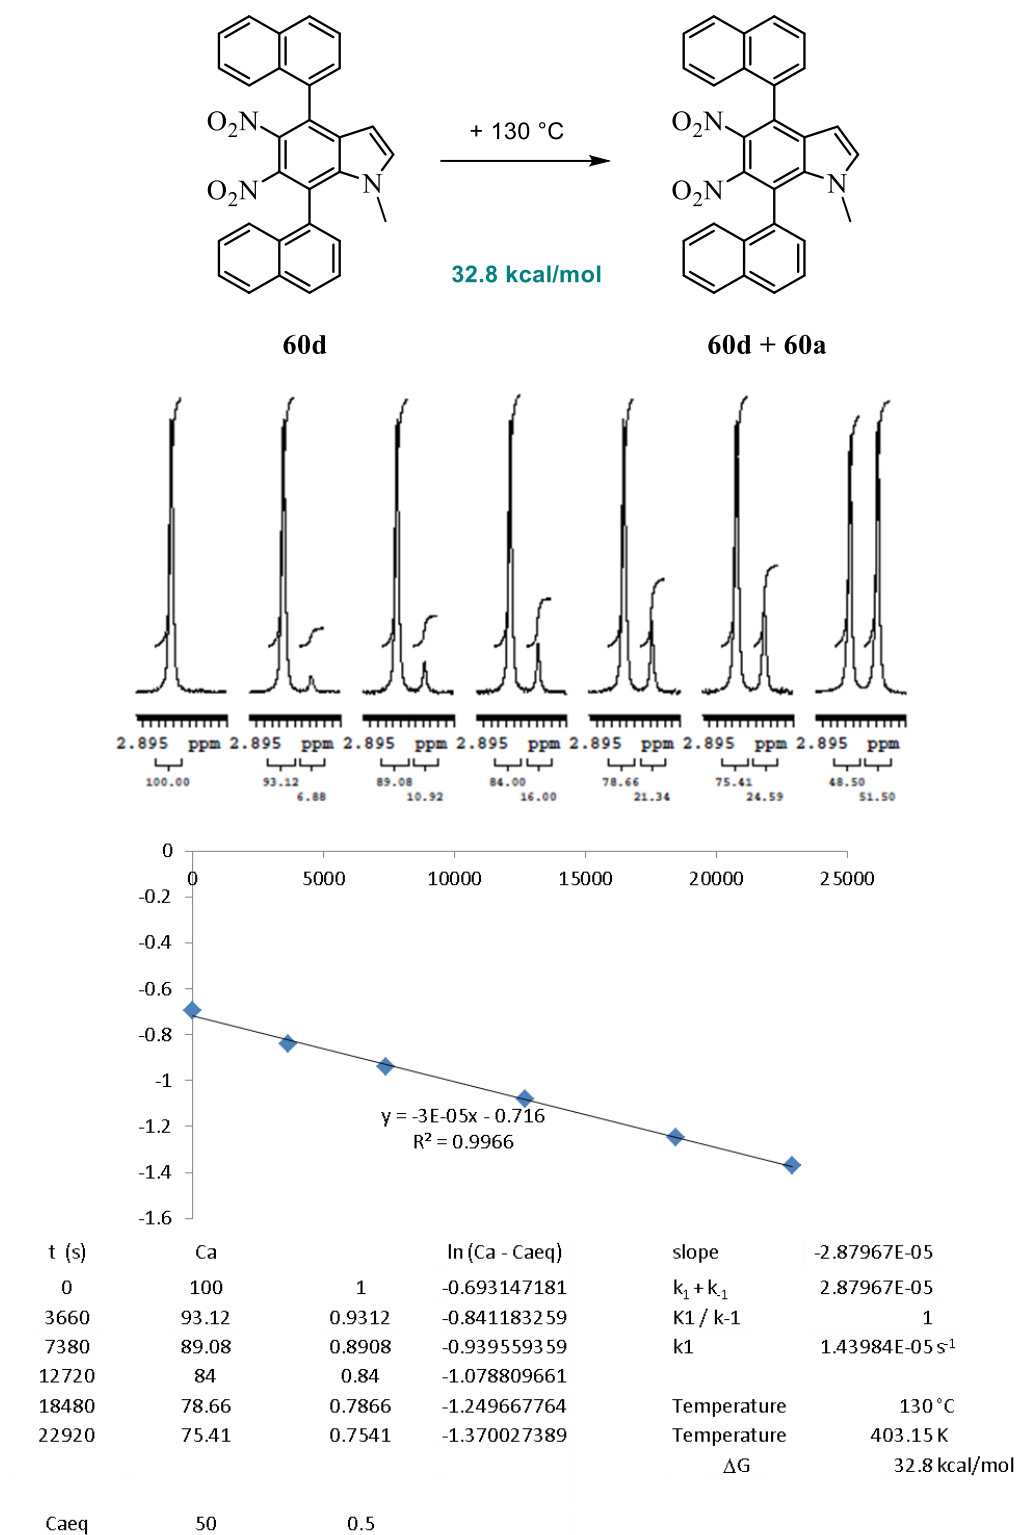 O2N
O2N
N
+ 130 °C
O2N
O2N
N
32.8 kcal/mol
60d
60d + 60a
2.895 ppm 2.895 ppm 2.895 ppm 2.895 ppm 2.895 ppm 2.895 ppm 2.895 ppm
100.00 93.12 89.08 84.00 78.66 75.41 48.50
6.88 10.92 16.00 21.34 24.59 51.50
0
0 5000 10000 15000 20000 25000
-0.2
-0.4
-0.6
-0.8
-1
y = -3E-05x - 0.716
-1.2
R² = 0.9966
-1.4
-1.6
t (s) Ca ln (Ca - Caeq) slope -2.87967E-05
0 100 1 -0.693147181 k1 + k-1 2.87967E-05
3660 93.12 0.9312 -0.841183259 K1 / k-1 1
7380 89.08 0.8908 -0.939559359 k1 1.43984E-05 s-1
12720 84 0.84 -1.078809661
18480 78.66 0.7866 -1.249667764 Temperature 130 °C
22920 75.41 0.7541 -1.370027389 Temperature 403.15 K
ΔG 32.8 kcal/mol
Caeq 50 0.5